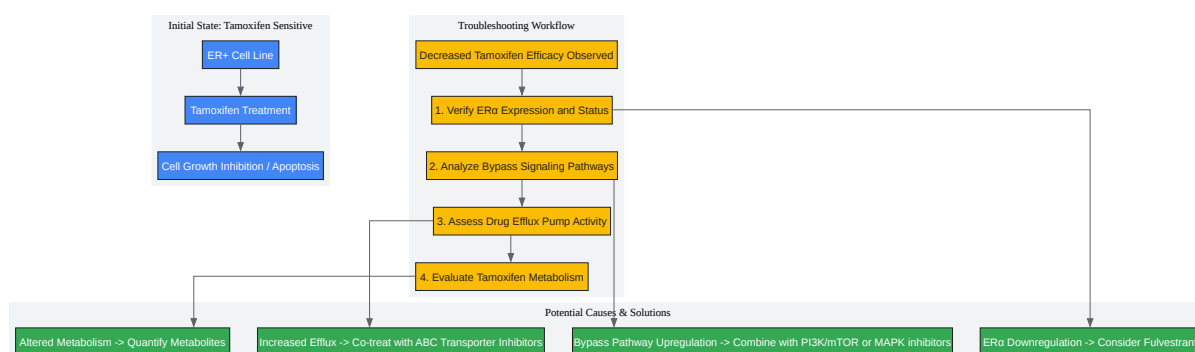 Initial State: Tamoxifen Sensitive
ER+ Cell Line
Tamoxifen Treatment
Cell Growth Inhibition / Apoptosis
Troubleshooting Workflow
Decreased Tamoxifen Efficacy Observed
1. Verify ERα Expression and Status
2. Analyze Bypass Signaling Pathways
3. Assess Drug Efflux Pump Activity
4. Evaluate Tamoxifen Metabolism
Potential Causes & Solutions
Altered Metabolism -> Quantify Metabolites
Increased Efflux -> Co-treat with ABC Transporter Inhibitors
Bypass Pathway Upregulation -> Combine with PI3K/mTOR or MAPK inhibitors
ERα Downregulation -> Consider Fulvestrant